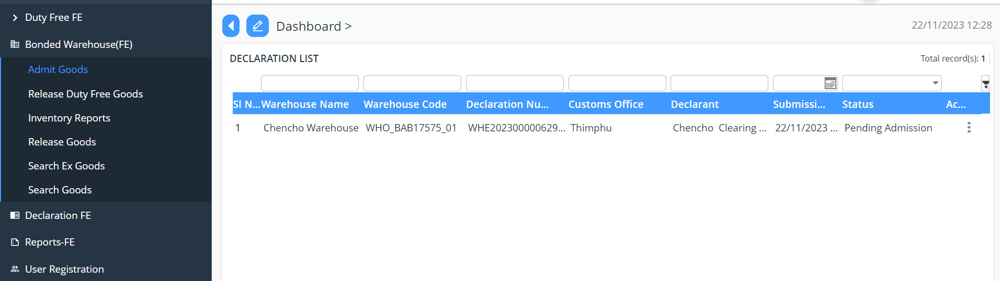 Duty Free FE
Bonded Warehouse(FE)
Admit Goods
Release Duty Free Goods
Inventory Reports
Release Goods
Search Ex Goods
Search Goods
Declaration FE
Reports-FE
User Registration
Dashboard >
22/11/2023 12:28
DECLARATION LIST
Total record(s): 1
Sl N... Warehouse Name Warehouse Code Declaration Nu... Customs Office Declarant Submissi... Status Ac...
1 Chencho Warehouse WHO_BAB17575_01 WHE202300000629... Thimphu Chencho Clearing ... 22/11/2023 ... Pending Admission